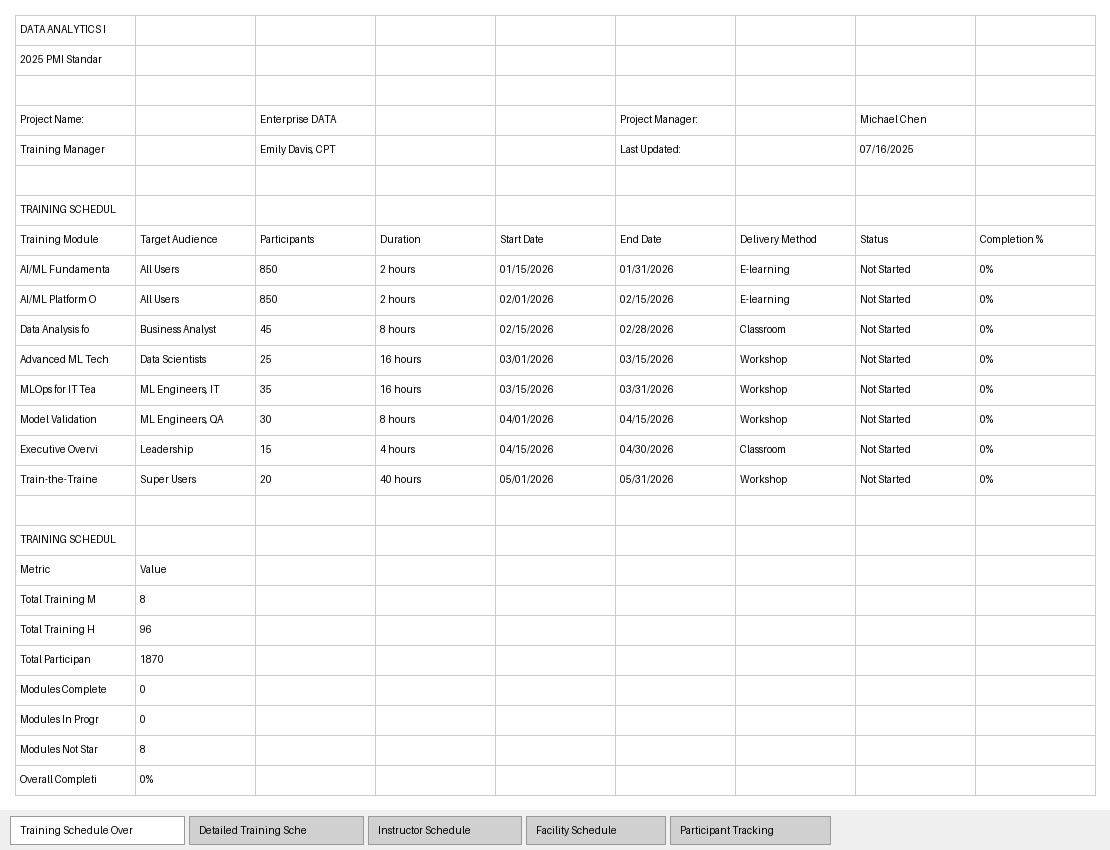 DATA ANALYTICS I
2025 PMI Standar
Project Name: Enterprise DATA Project Manager: Michael Chen
Training Manager Emily Davis, CPT Last Updated: 07/16/2025
TRAINING SCHEDUL
Training Module Target Audience Participants Duration Start Date End Date Delivery Method Status Completion %
AI/ML Fundamenta All Users 850 2 hours 01/15/2026 01/31/2026 E-learning Not Started 0%
AI/ML Platform O All Users 850 2 hours 02/01/2026 02/15/2026 E-learning Not Started 0%
Data Analysis fo Business Analyst 45 8 hours 02/15/2026 02/28/2026 Classroom Not Started 0%
Advanced ML Tech Data Scientists 25 16 hours 03/01/2026 03/15/2026 Workshop Not Started 0%
MLOps for IT Tea ML Engineers, IT 35 16 hours 03/15/2026 03/31/2026 Workshop Not Started 0%
Model Validation ML Engineers, QA 30 8 hours 04/01/2026 04/15/2026 Workshop Not Started 0%
Executive Overvi Leadership 15 4 hours 04/15/2026 04/30/2026 Classroom Not Started 0%
Train-the-Traine Super Users 20 40 hours 05/01/2026 05/31/2026 Workshop Not Started 0%
TRAINING SCHEDUL
Metric Value
Total Training M 8
Total Training H 96
Total Participan 1870
Modules Complete 0
Modules In Progr 0
Modules Not Star 8
Overall Completi 0%
Training Schedule Over Detailed Training Sche Instructor Schedule Facility Schedule Participant Tracking